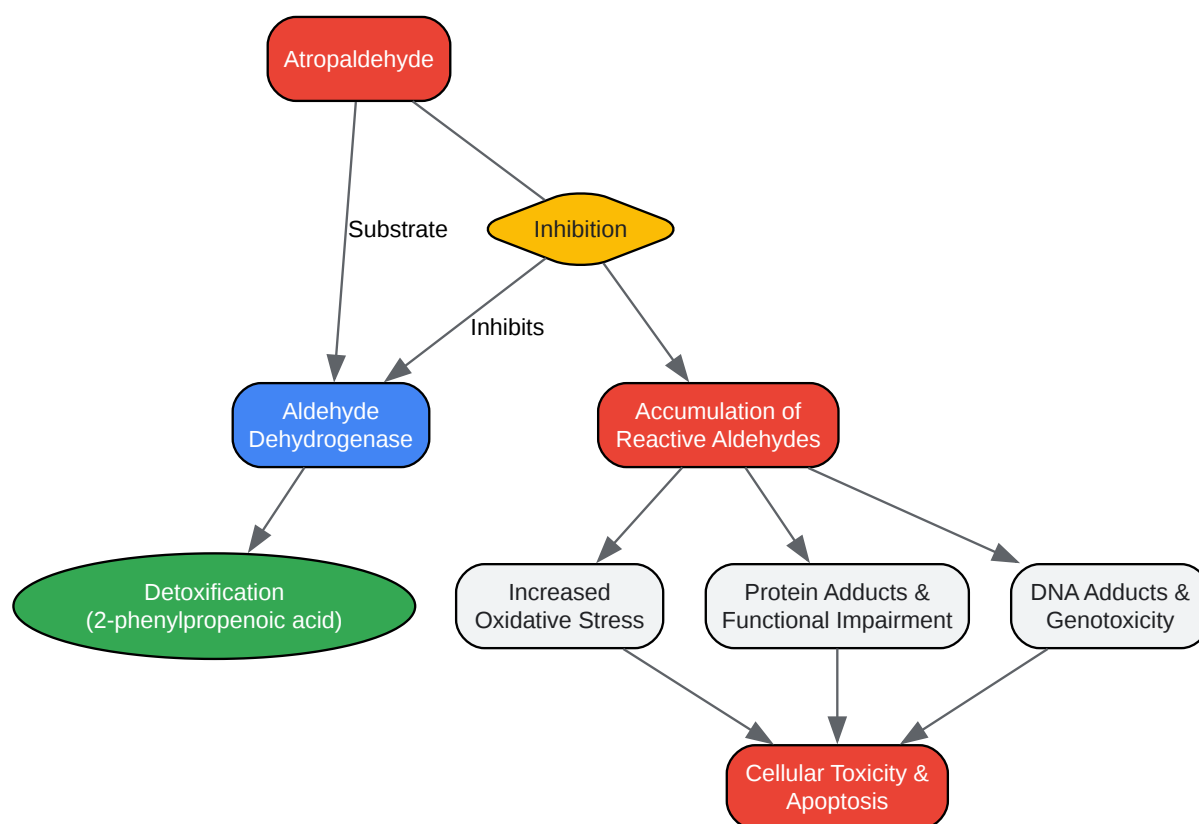 Atropaldehyde
Substrate
Inhibition
Inhibits
Aldehyde
Dehydrogenase
Accumulation of
Reactive Aldehydes
Detoxification
(2-phenylpropenoic acid)
Increased
Oxidative Stress
Protein Adducts &
Functional Impairment
DNA Adducts &
Genotoxicity
Cellular Toxicity &
Apoptosis